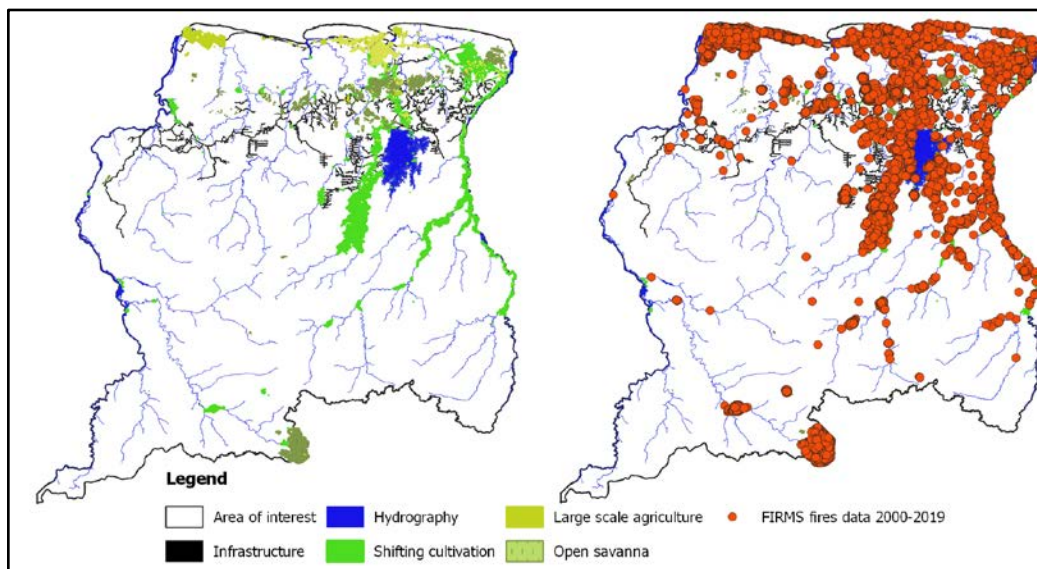 Legend
Area of interest Hydrography Large scale agriculture FIRMS fires data 2000-2019
Infrastructure Shifting cultivation Open savanna